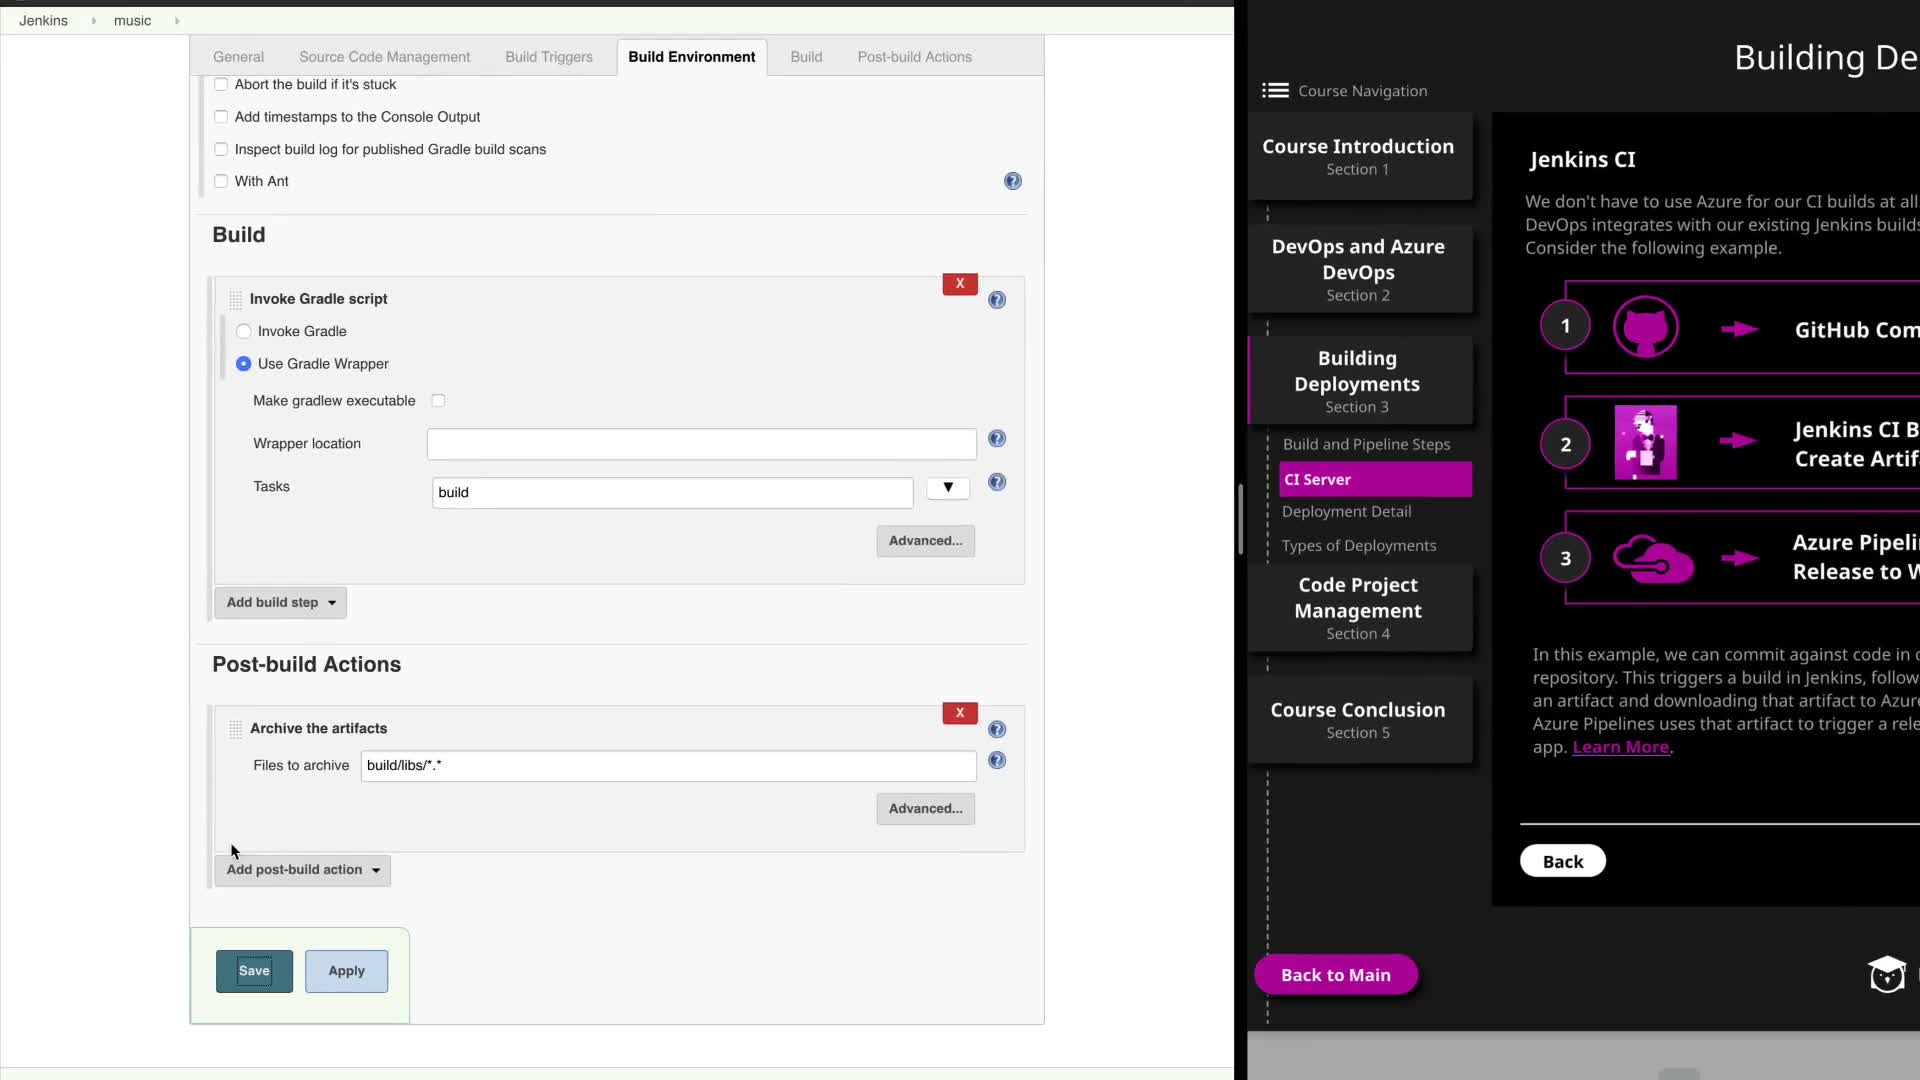 Jenkins
music
General
Source Code Management
Build Triggers
Build Environment
Build
Post-build Actions
Abort the build if it's stuck
Add timestamps to the Console Output
Inspect build log for published Gradle build scans
With Ant
?
Build
X
Invoke Gradle script
?
Invoke Gradle
Use Gradle Wrapper
Make gradlew executable
Wrapper location
?
Tasks
build
▼
?
Advanced...
Add build step
Post-build Actions
X
Archive the artifacts
?
Files to archive
build/libs/*.*
?
Advanced...
Add post-build action
Save
Apply
Building De
Course Navigation
Course Introduction
Section 1
DevOps and Azure
DevOps
Section 2
Building
Deployments
Section 3
Build and Pipeline Steps
CI Server
Deployment Detail
Types of Deployments
Code Project
Management
Section 4
Course Conclusion
Section 5
Back to Main
Jenkins CI
We don't have to use Azure for our CI builds at all
DevOps integrates with our existing Jenkins builds
Consider the following example.
1
GitHub Com
2
Jenkins CI B
Create Artif
3
Azure Pipeli
Release to W
In this example, we can commit against code in
repository. This triggers a build in Jenkins, follow
an artifact and downloading that artifact to Azur
Azure Pipelines uses that artifact to trigger a rele
app. Learn More.
Back